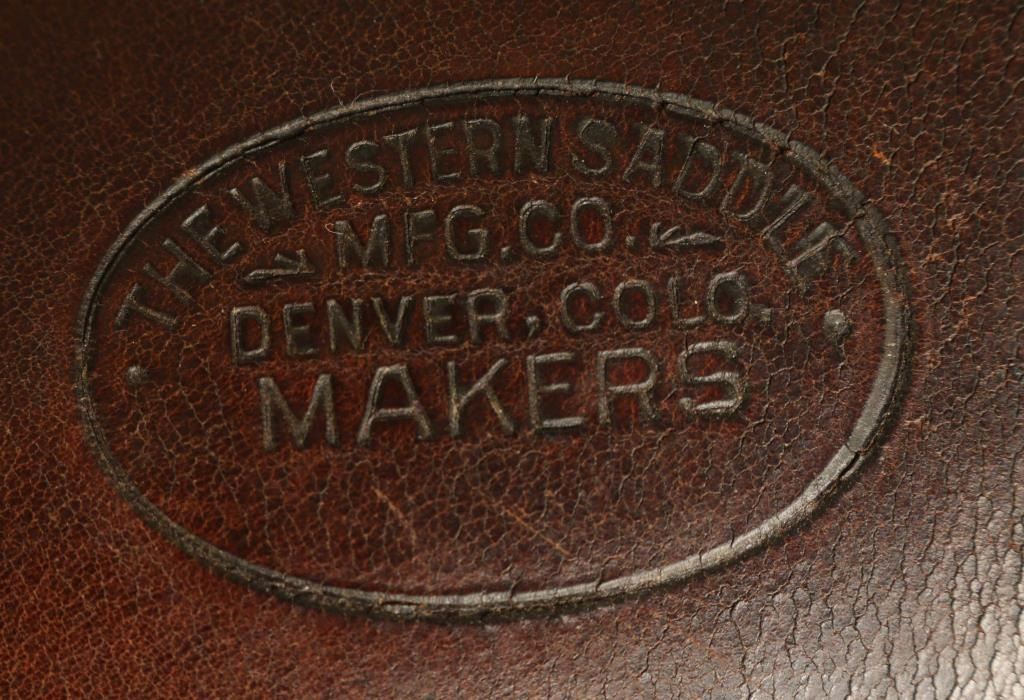 THE WESTERN SADDLE
MFG. CO.
DENVER, COLO.
MAKERS